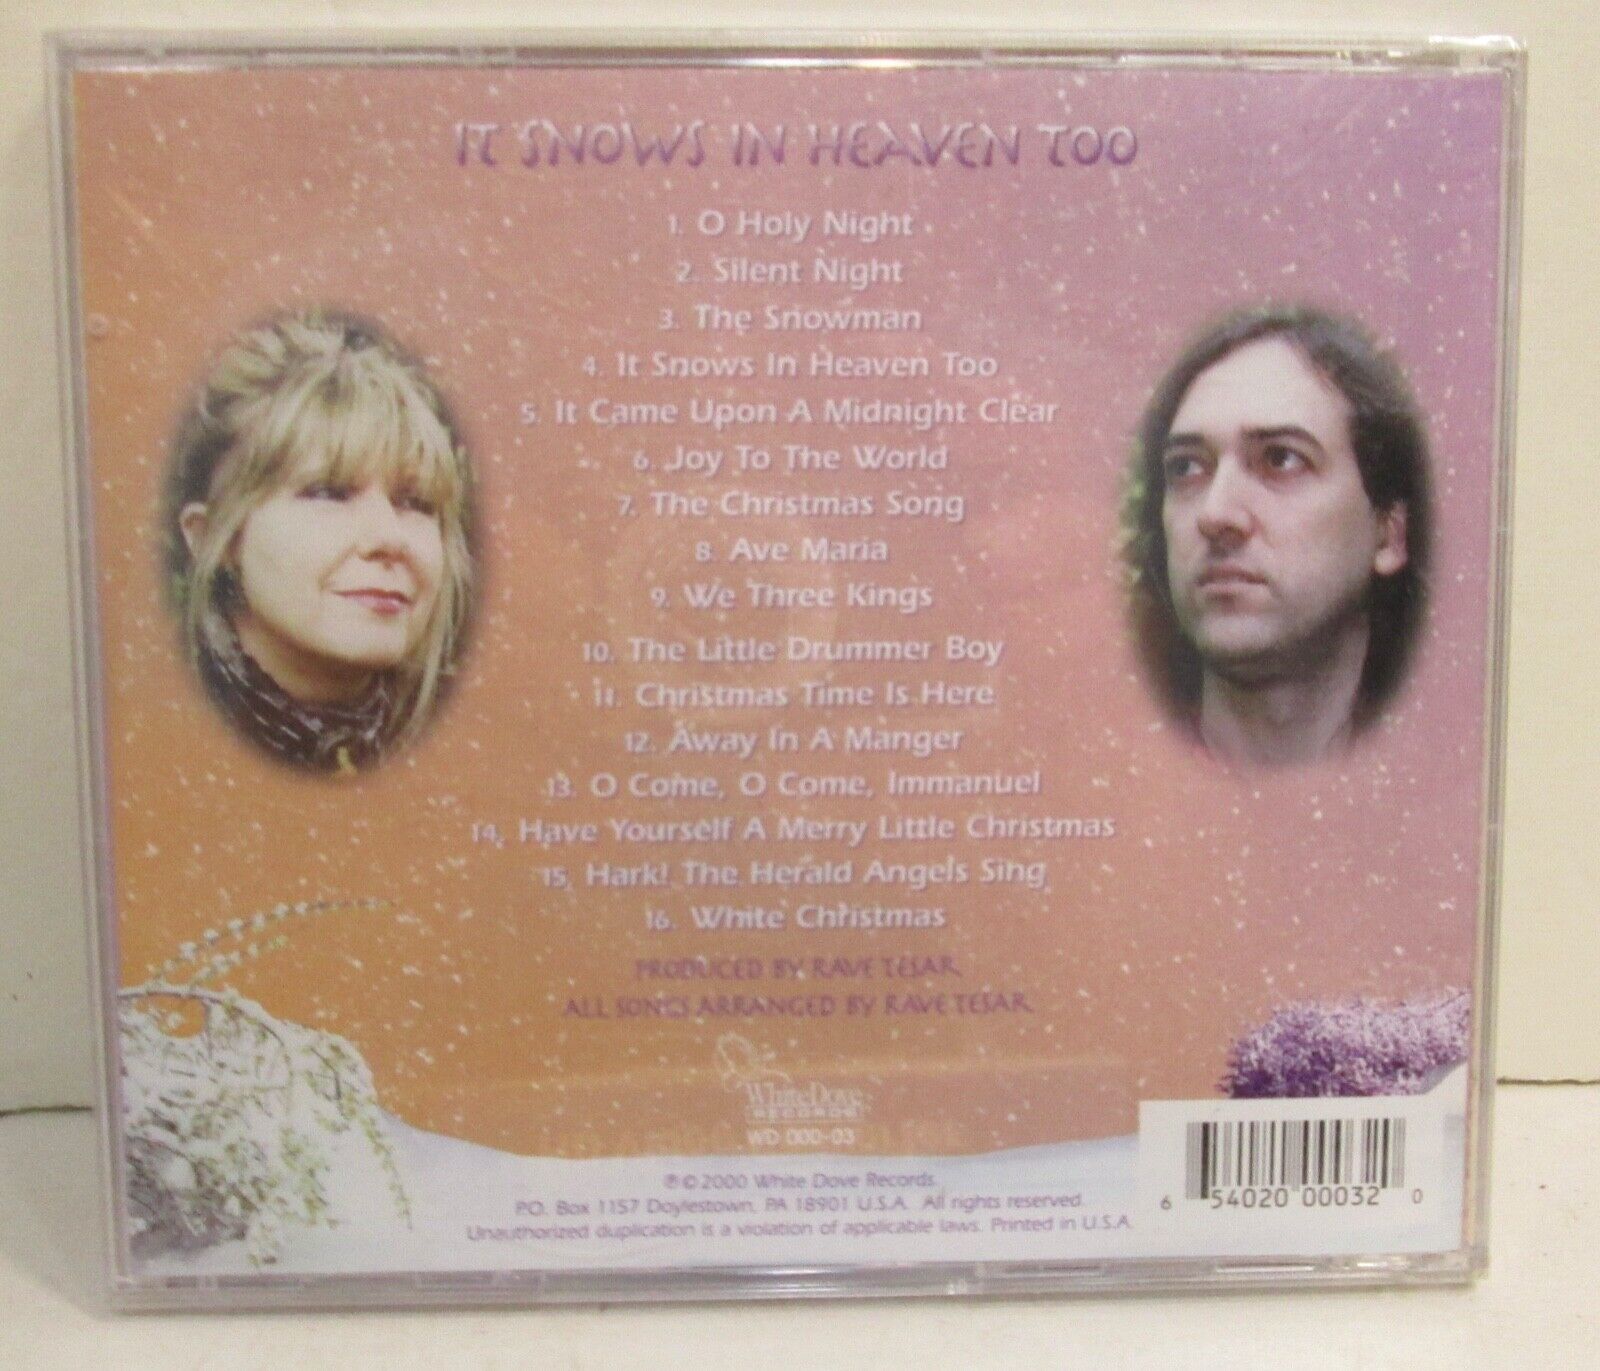 IT SNOWS IN HEAVEN TOO
1. O Holy Night
2. Silent Night
3. The Snowman
4. It Snows In Heaven Too
5. It Came Upon A Midnight Clear
6. Joy To The World
7. The Christmas Song
8. Ave Maria
9. We Three Kings
10. The Little Drummer Boy
11. Christmas Time Is Here
12. Away In A Manger
13. O Come, O Come, Immanuel
14. Have Yourself A Merry Little Christmas
15. Hark! The Herald Angels Sing
16. White Christmas
PRODUCED BY RAVE TESAR
ALL SONGS ARRANGED BY RAVE TESAR
WhiteDove
RECORDS
WD 000-03
℗ © 2000 White Dove Records.
P.O. Box 1157 Doylestown, PA 18901 U.S.A. All rights reserved.
Unauthorized duplication is a violation of applicable laws. Printed in U.S.A.
6 54020 00032 0